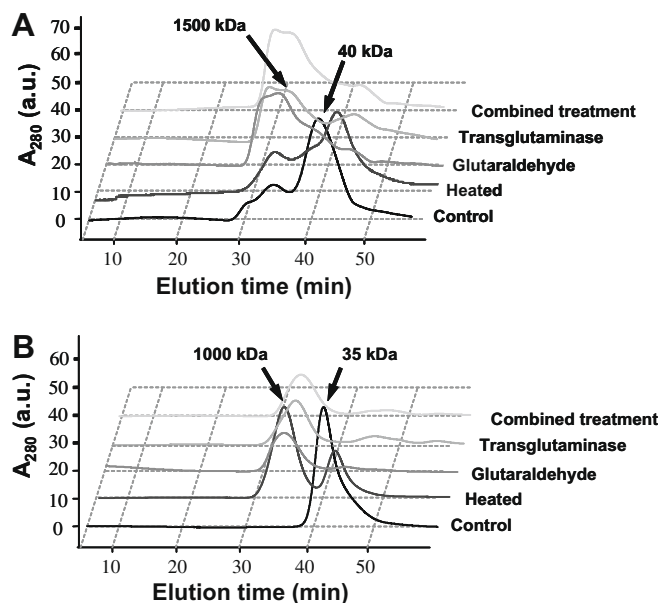 A
70
60
50
40
30
20
10
0
A280 (a.u.)
1500 kDa
40 kDa
Combined treatment
Transglutaminase
Glutaraldehyde
Heated
Control
10 20 30 40 50
Elution time (min)
B
60
50
40
30
20
10
0
A280 (a.u.)
1000 kDa
35 kDa
Combined treatment
Transglutaminase
Glutaraldehyde
Heated
Control
10 20 30 40 50
Elution time (min)